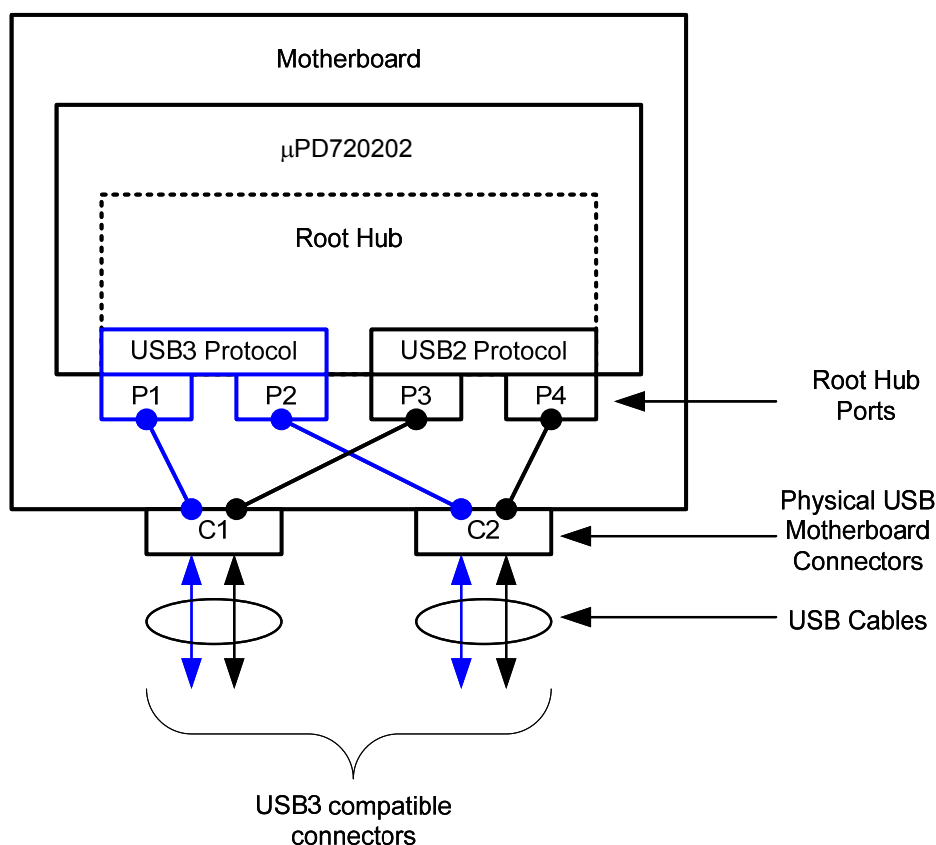 Motherboard
μPD720202
Root Hub
USB3 Protocol
USB2 Protocol
P1
P2
P3
P4
Root Hub
Ports
C1
C2
Physical USB
Motherboard
Connectors
USB Cables
USB3 compatible
connectors